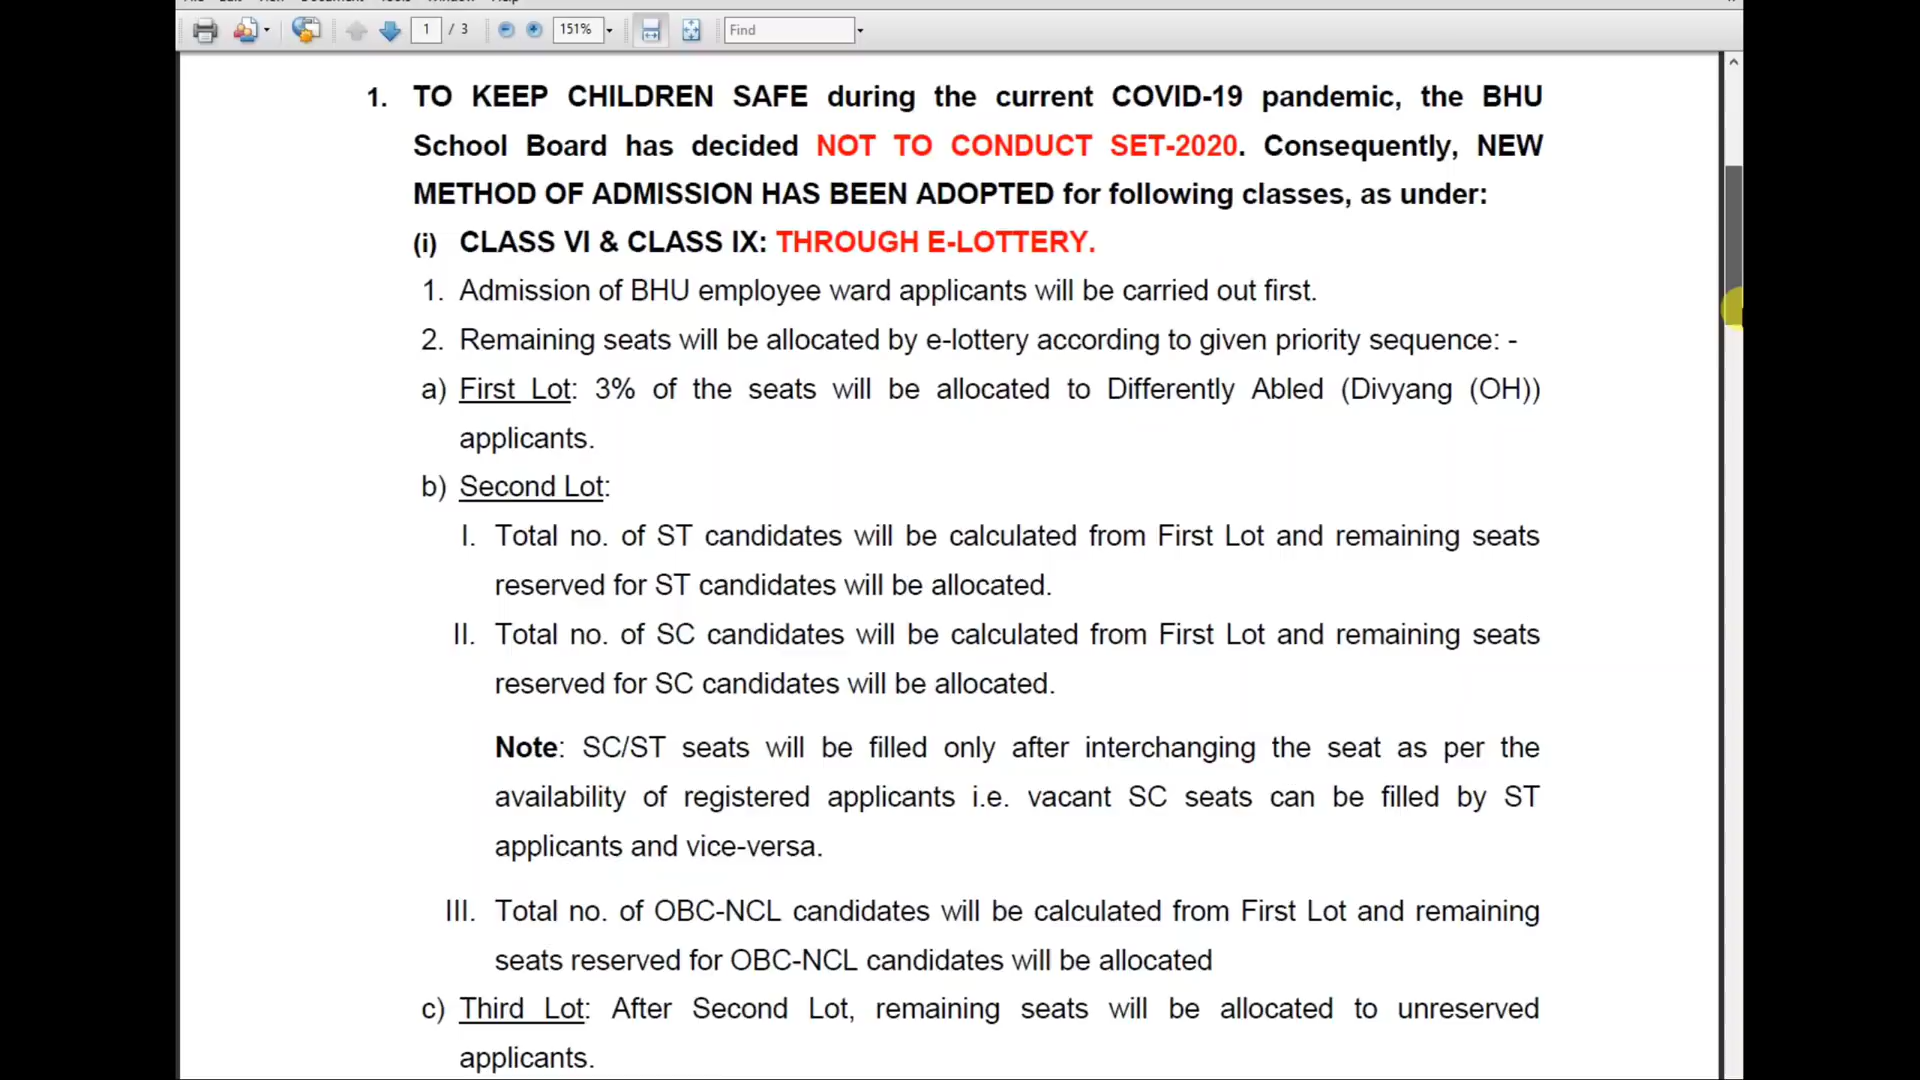 1 / 3 151% Find
1. TO KEEP CHILDREN SAFE during the current COVID-19 pandemic, the BHU
School Board has decided NOT TO CONDUCT SET-2020. Consequently, NEW
METHOD OF ADMISSION HAS BEEN ADOPTED for following classes, as under:
(i) CLASS VI & CLASS IX: THROUGH E-LOTTERY.
1. Admission of BHU employee ward applicants will be carried out first.
2. Remaining seats will be allocated by e-lottery according to given priority sequence: -
a) First Lot: 3% of the seats will be allocated to Differently Abled (Divyang (OH))
applicants.
b) Second Lot:
I. Total no. of ST candidates will be calculated from First Lot and remaining seats
reserved for ST candidates will be allocated.
II. Total no. of SC candidates will be calculated from First Lot and remaining seats
reserved for SC candidates will be allocated.
Note: SC/ST seats will be filled only after interchanging the seat as per the
availability of registered applicants i.e. vacant SC seats can be filled by ST
applicants and vice-versa.
III. Total no. of OBC-NCL candidates will be calculated from First Lot and remaining
seats reserved for OBC-NCL candidates will be allocated
c) Third Lot: After Second Lot, remaining seats will be allocated to unreserved
applicants.